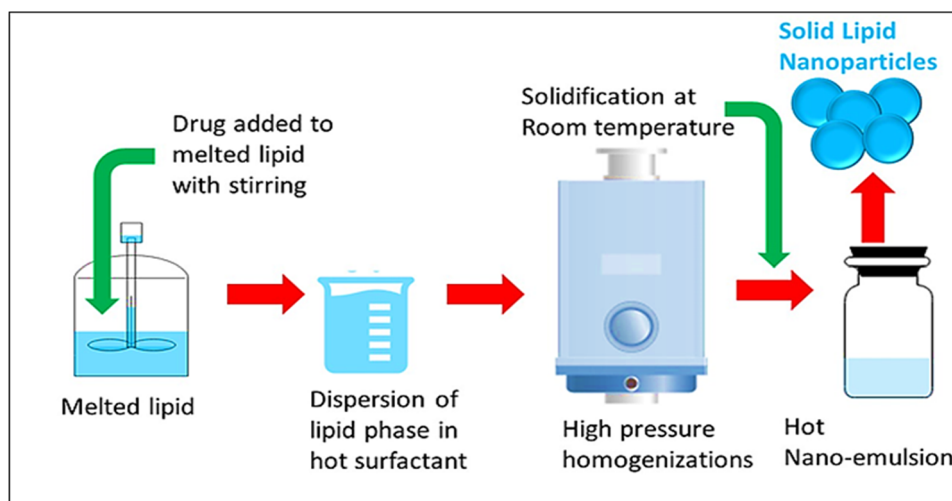 Solid Lipid
Nanoparticles
Drug added to
melted lipid
with stirring
Solidification at
Room temperature
Melted lipid
Dispersion of
lipid phase in
hot surfactant
High pressure
homogenizations
Hot
Nano-emulsion